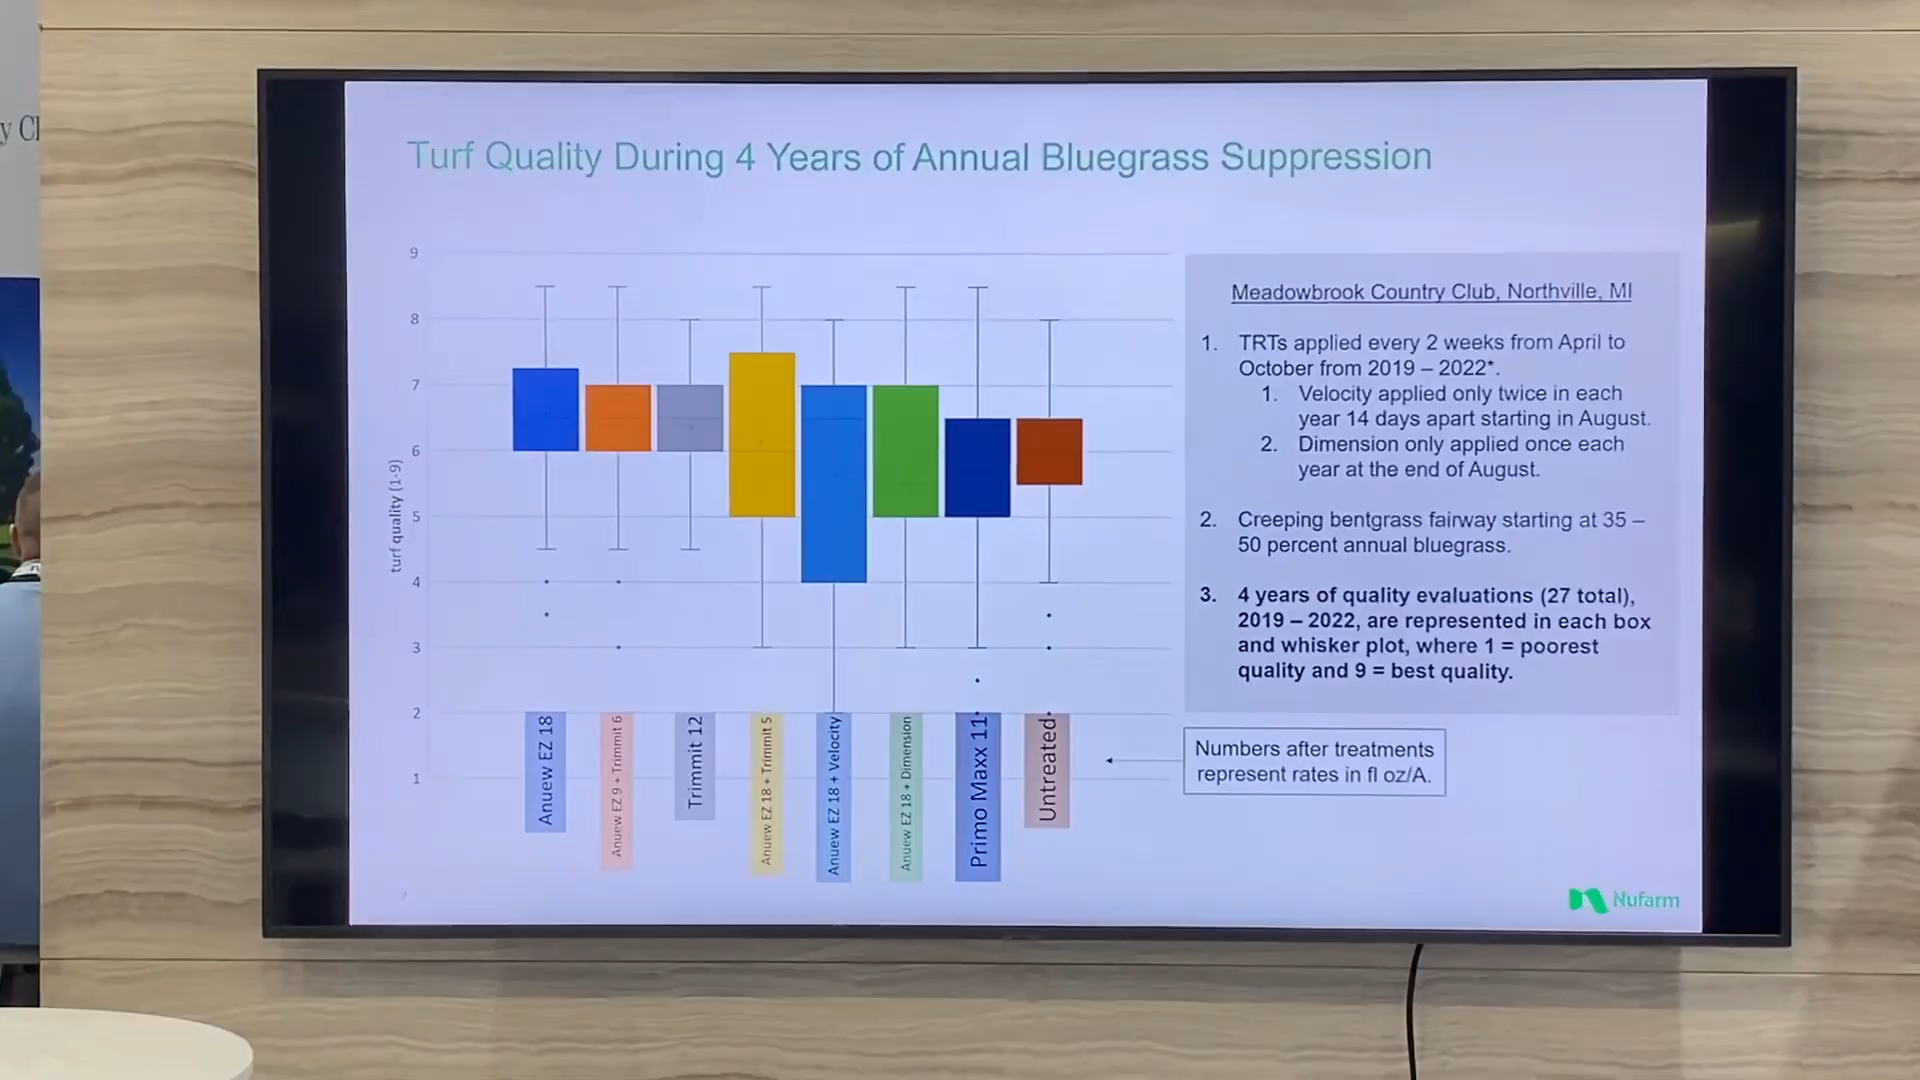 y Cl
Turf Quality During 4 Years of Annual Bluegrass Suppression
9
8
7
6
5
4
3
2
1
turf quality (1-9)
Anuew EZ 18
Anuew EZ 9 + Trimmit 6
Trimmit 12
Anuew EZ 18 + Trimmit 5
Anuew EZ 18 + Velocity
Anuew EZ 18 + Dimension
Primo Maxx 11
Untreated
Meadowbrook Country Club, Northville, MI
1. TRTs applied every 2 weeks from April to
October from 2019 – 2022*.
1. Velocity applied only twice in each
year 14 days apart starting in August.
2. Dimension only applied once each
year at the end of August.
2. Creeping bentgrass fairway starting at 35 –
50 percent annual bluegrass.
3. 4 years of quality evaluations (27 total),
2019 – 2022, are represented in each box
and whisker plot, where 1 = poorest
quality and 9 = best quality.
Numbers after treatments
represent rates in fl oz/A.
Nufarm